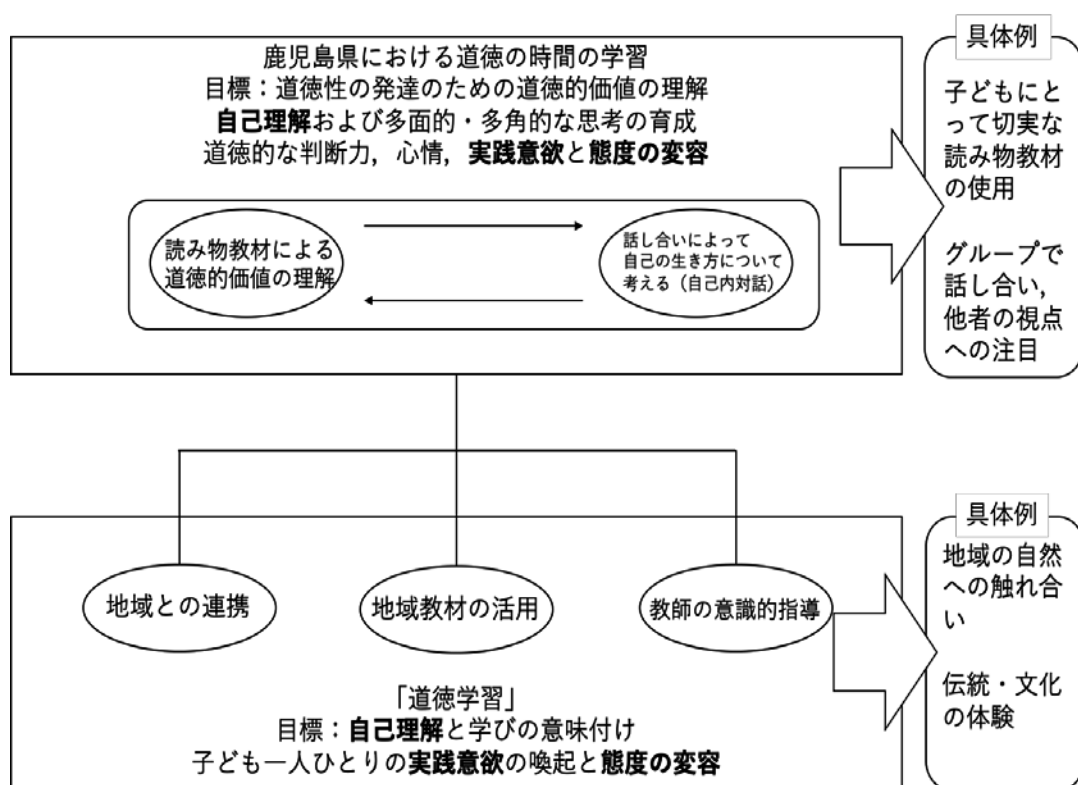 鹿児島県における道徳の時間の学習
目標：道徳性の発達のための道徳的価値の理解
自己理解および多面的・多角的な思考の育成
道徳的な判断力，心情，実践意欲と態度の変容
読み物教材による
道徳的価値の理解
話し合いによって
自己の生き方について
考える（自己内対話）
具体例
子どもにと
って切実な
読み物教材
の使用
グループで
話し合い，
他者の視点
への注目
地域との連携
地域教材の活用
教師の意識的指導
「道徳学習」
目標：自己理解と学びの意味付け
子ども一人ひとりの実践意欲の喚起と態度の変容
具体例
地域の自然
への触れ合
い
伝統・文化
の体験